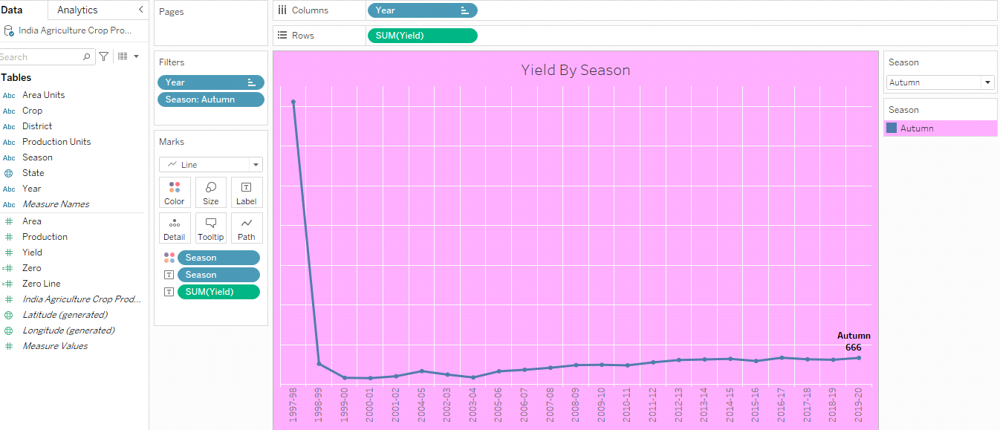 Data
Analytics
India Agriculture Crop Pro...
Search
Tables
Abc Area Units
Abc Crop
Abc District
Abc Production Units
Abc Season
State
Abc Year
Abc Measure Names
Area
Production
Yield
Zero
Zero Line
India Agriculture Crop Prod...
Latitude (generated)
Longitude (generated)
Measure Values
Pages
Filters
Year
Season: Autumn
Marks
Line
Color Size Label
Detail Tooltip Path
Season
Season
SUM(Yield)
Columns Year
Rows SUM(Yield)
Yield By Season
Autumn
666
1997-98
1998-99
1999-00
2000-01
2001-02
2004-05
2002-03
2003-04
2005-06
2006-07
2007-08
2008-09
2009-10
2010-11
2011-12
2012-13
2013-14
2014-15
2015-16
2016-17
2017-18
2018-19
2019-20
Season
Autumn
Season
Autumn